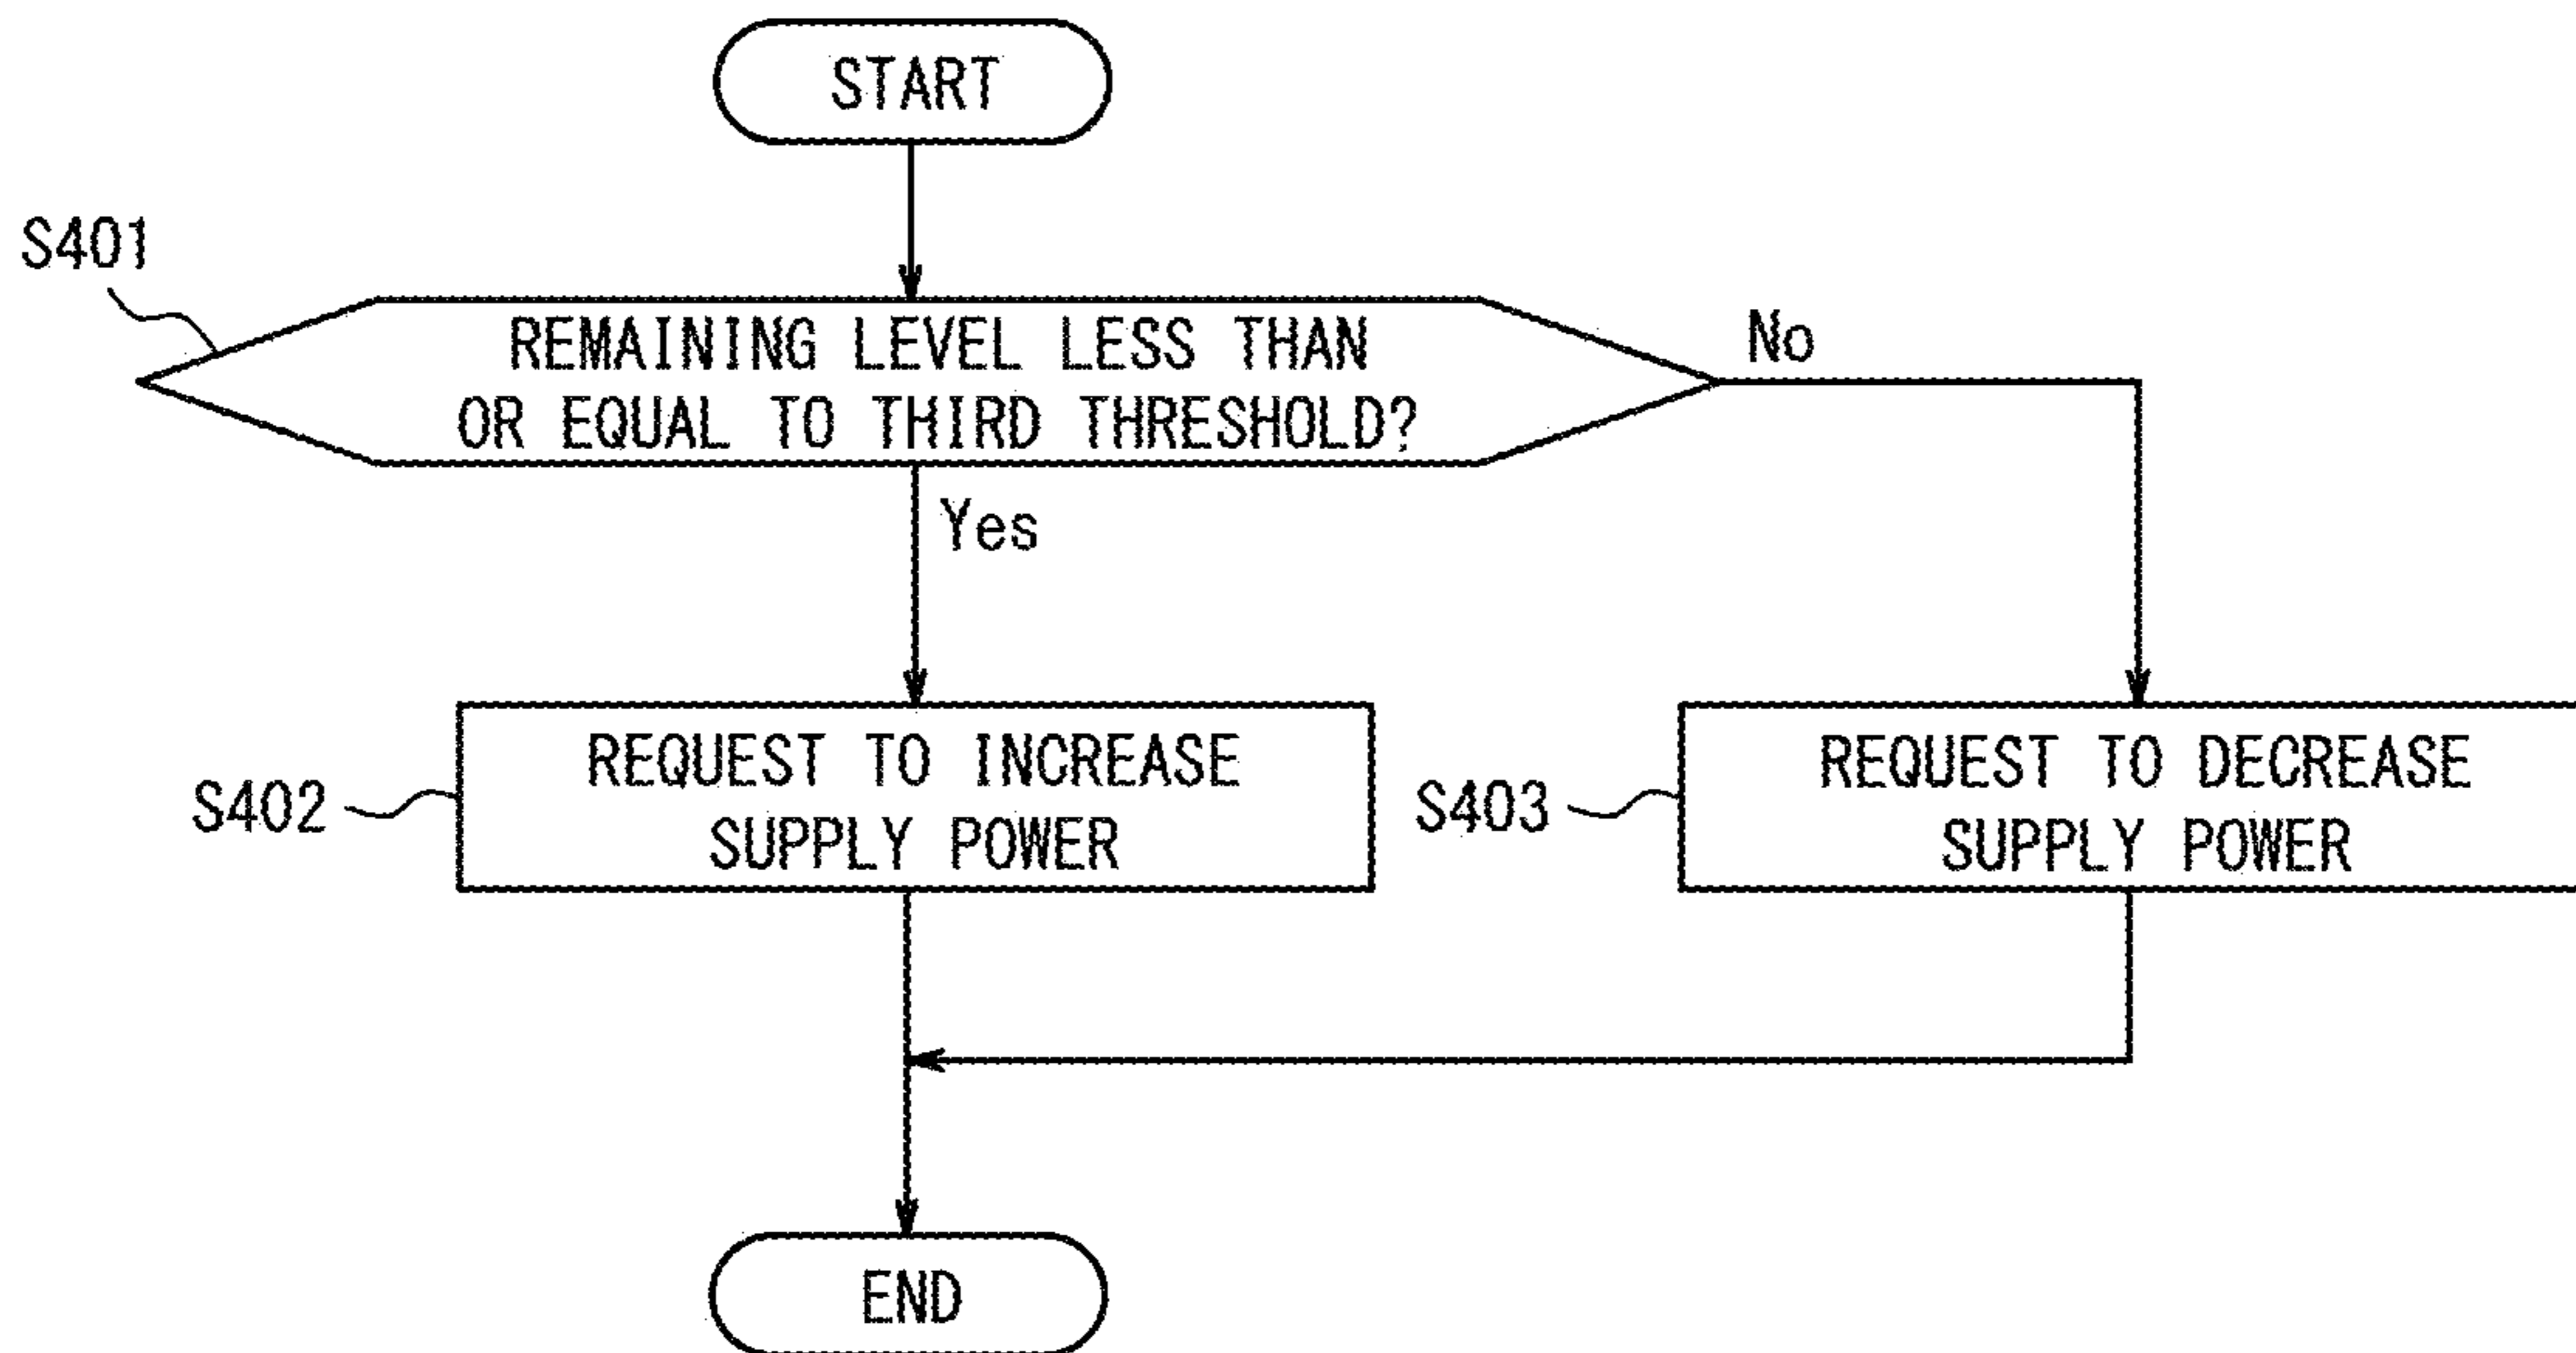 START
S401
REMAINING LEVEL LESS THAN
OR EQUAL TO THIRD THRESHOLD?
No
Yes
S402
REQUEST TO INCREASE
SUPPLY POWER
S403
REQUEST TO DECREASE
SUPPLY POWER
END